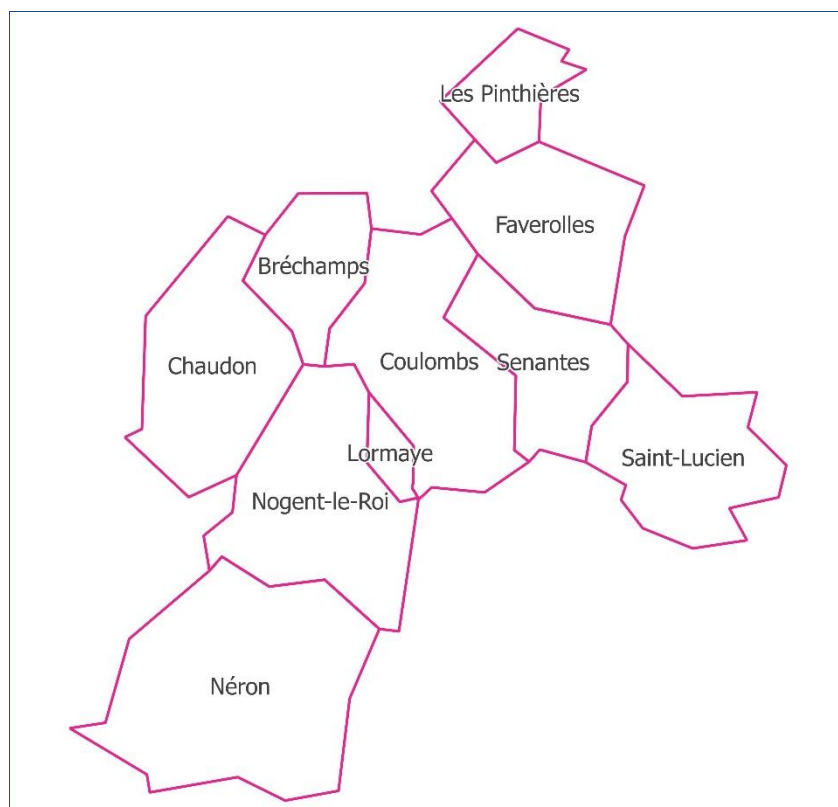 Les Pinthières
Faverolles
Bréchamps
Chaudon
Coulombs
Senantes
Lormaye
Saint-Lucien
Nogent-le-Roi
Néron